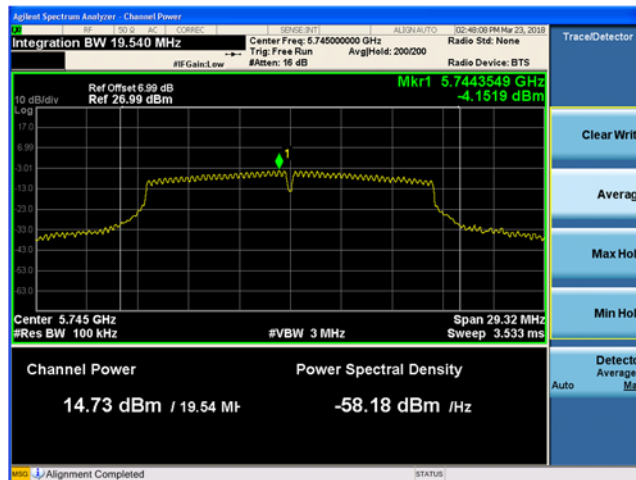 Agilent Spectrum Analyzer - Channel Power
RF 50 Ω AC CORREC SENSE:INT ALIGNAUTO 02:48:08 PM Mar 23, 2018
Integration BW 19.540 MHz
Center Freq: 5.745000000 GHz
Radio Std: None
Trig: Free Run Avg|Hold: 200/200
#IFGain:Low #Atten: 16 dB Radio Device: BTS
Trace/Detector
Ref Offset 6.99 dB
Mkr1 5.7443549 GHz
10 dB/div Ref 26.99 dBm
-4.1519 dBm
Log
17.0
6.99
-3.01
-13.0
-23.0
-33.0
-43.0
-53.0
-63.0
1
Center 5.745 GHz
Span 29.32 MHz
#Res BW 100 kHz #VBW 3 MHz Sweep 3.533 ms
Channel Power
Power Spectral Density
14.73 dBm / 19.54 MH
-58.18 dBm /Hz
Clear Writ
Averag
Max Hol
Min Hol
Detecto
Average
Auto Ma
MSG Alignment Completed STATUS